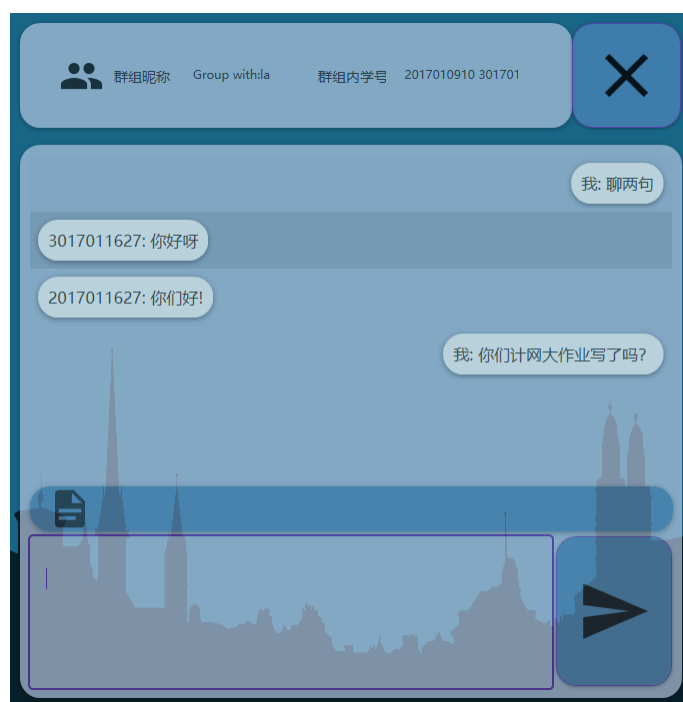 群组昵称 Group with:la 群组内学号 2017010910 301701
我: 聊两句
3017011627: 你好呀
2017011627: 你们好!
我: 你们计网大作业写了吗?